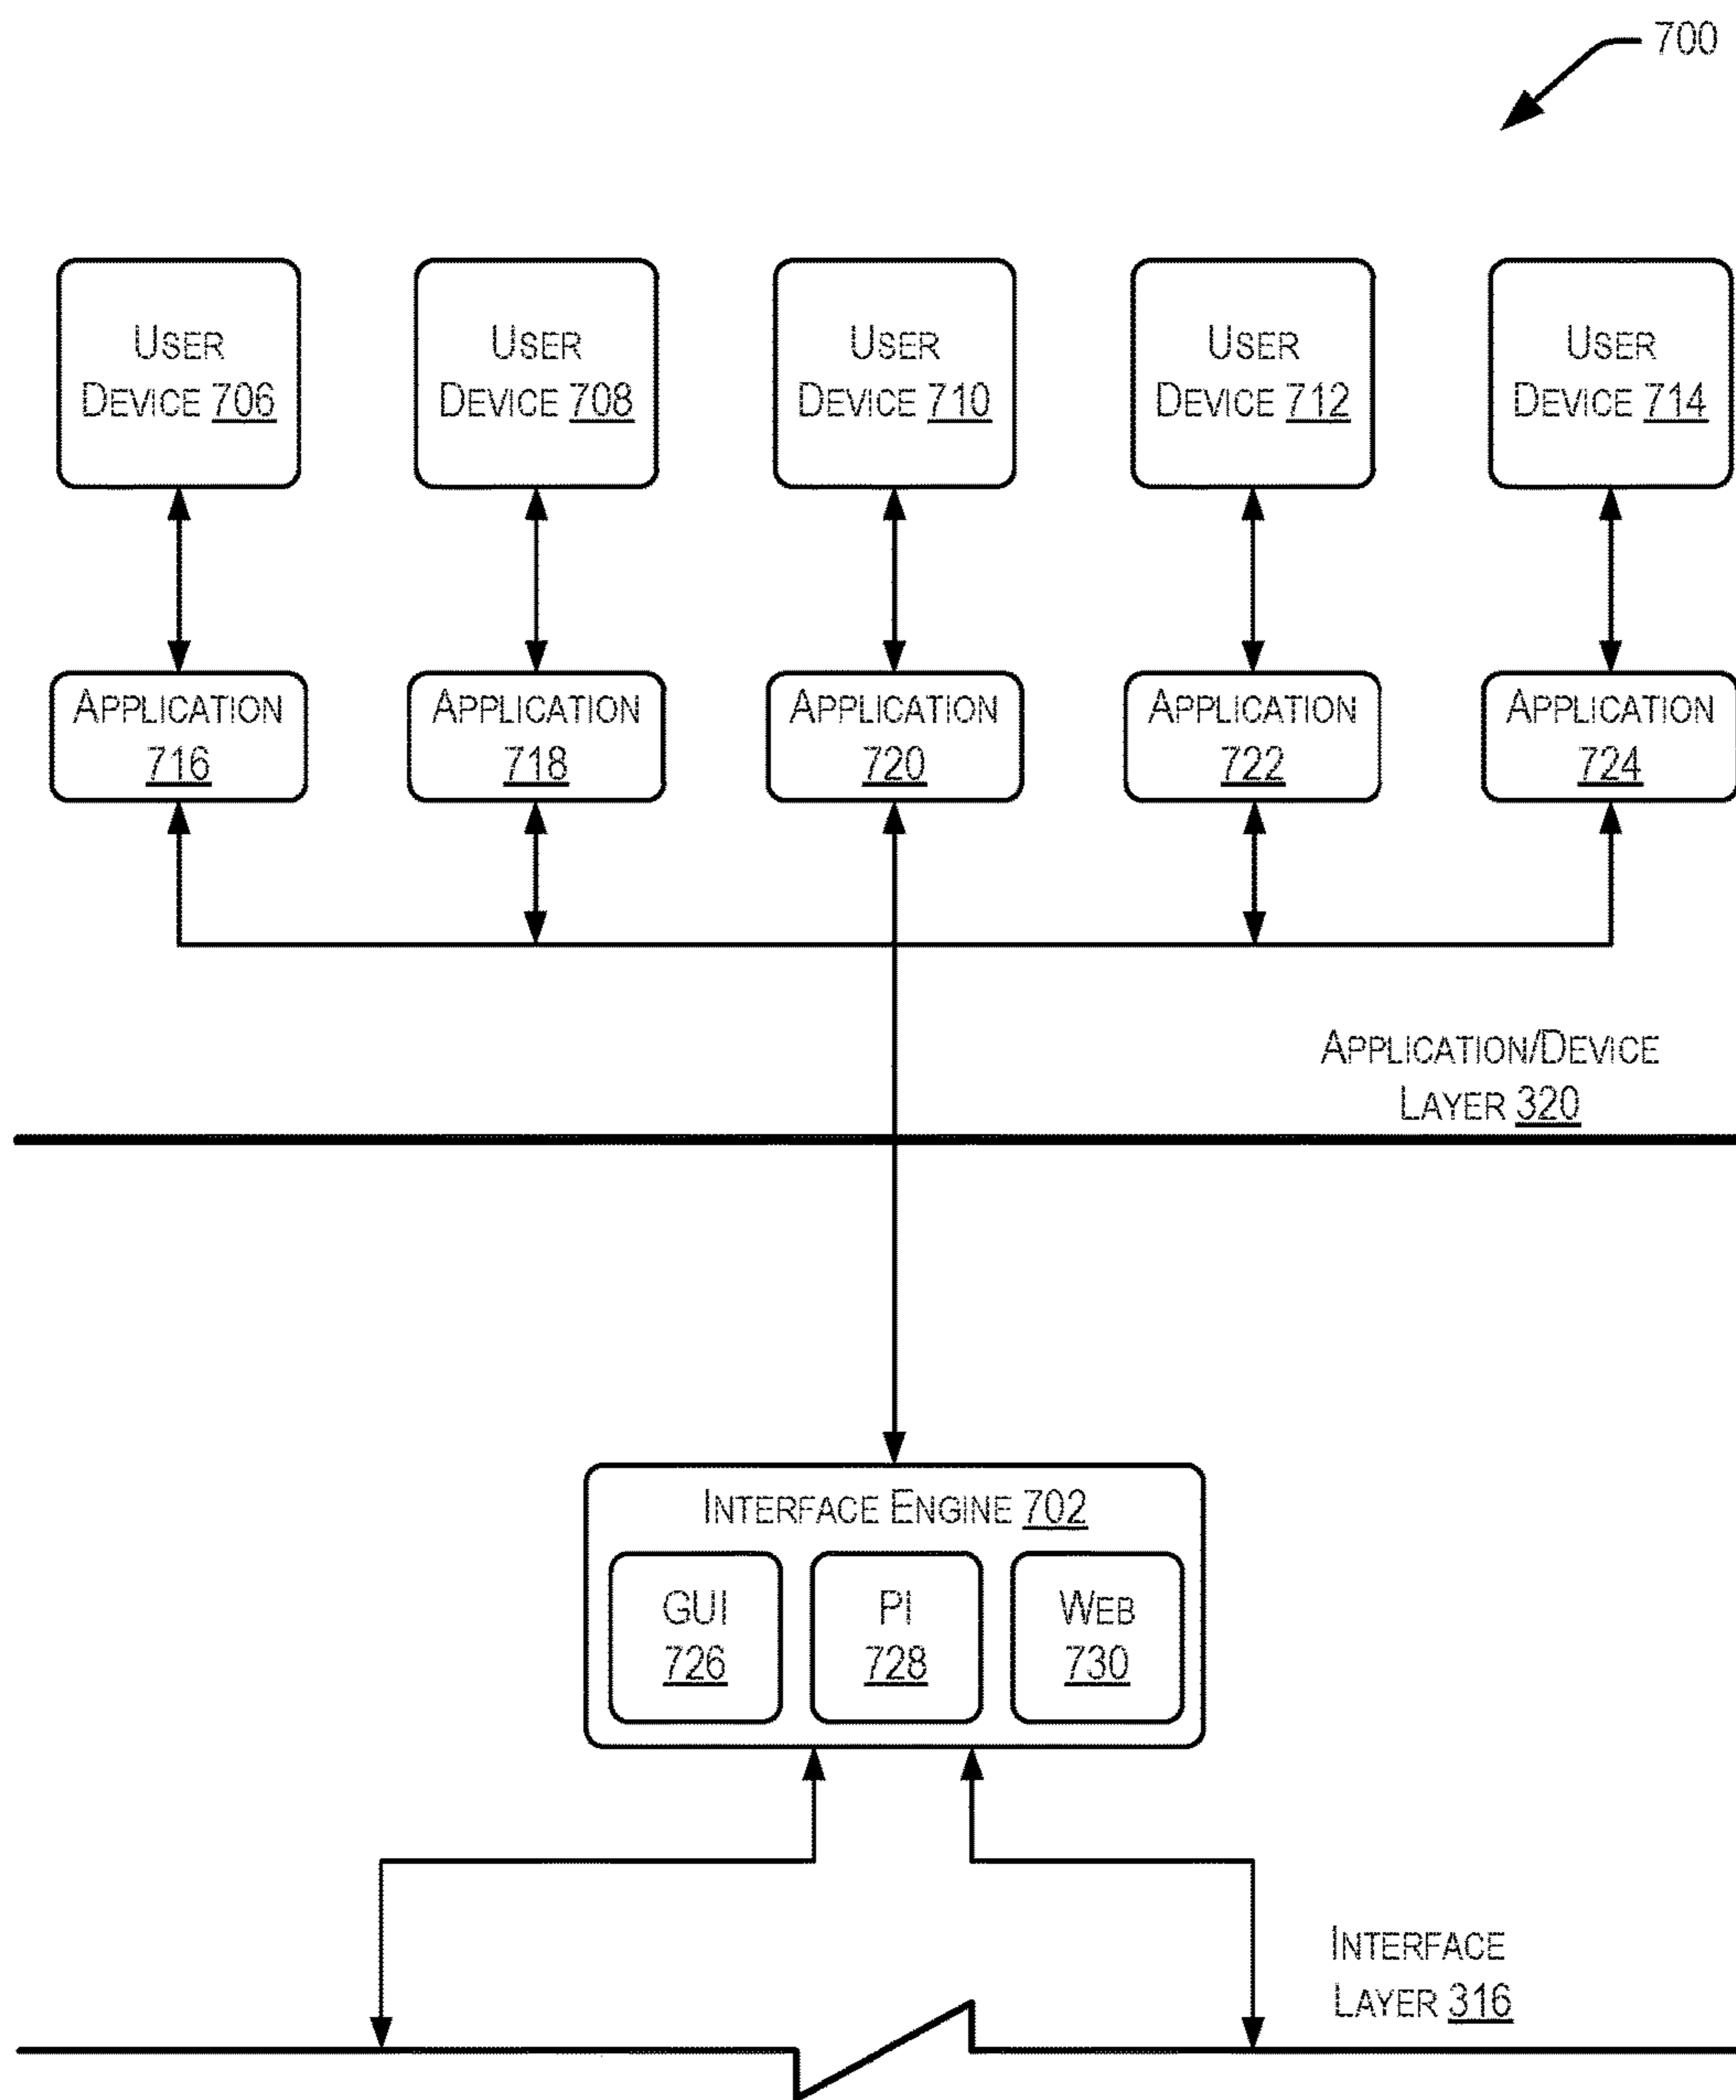 700
USER
DEVICE 706
USER
DEVICE 708
USER
DEVICE 710
USER
DEVICE 712
USER
DEVICE 714
APPLICATION
716
APPLICATION
718
APPLICATION
720
APPLICATION
722
APPLICATION
724
APPLICATION/DEVICE
LAYER 320
INTERFACE ENGINE 702
GUI
726
PI
728
WEB
730
INTERFACE
LAYER 316